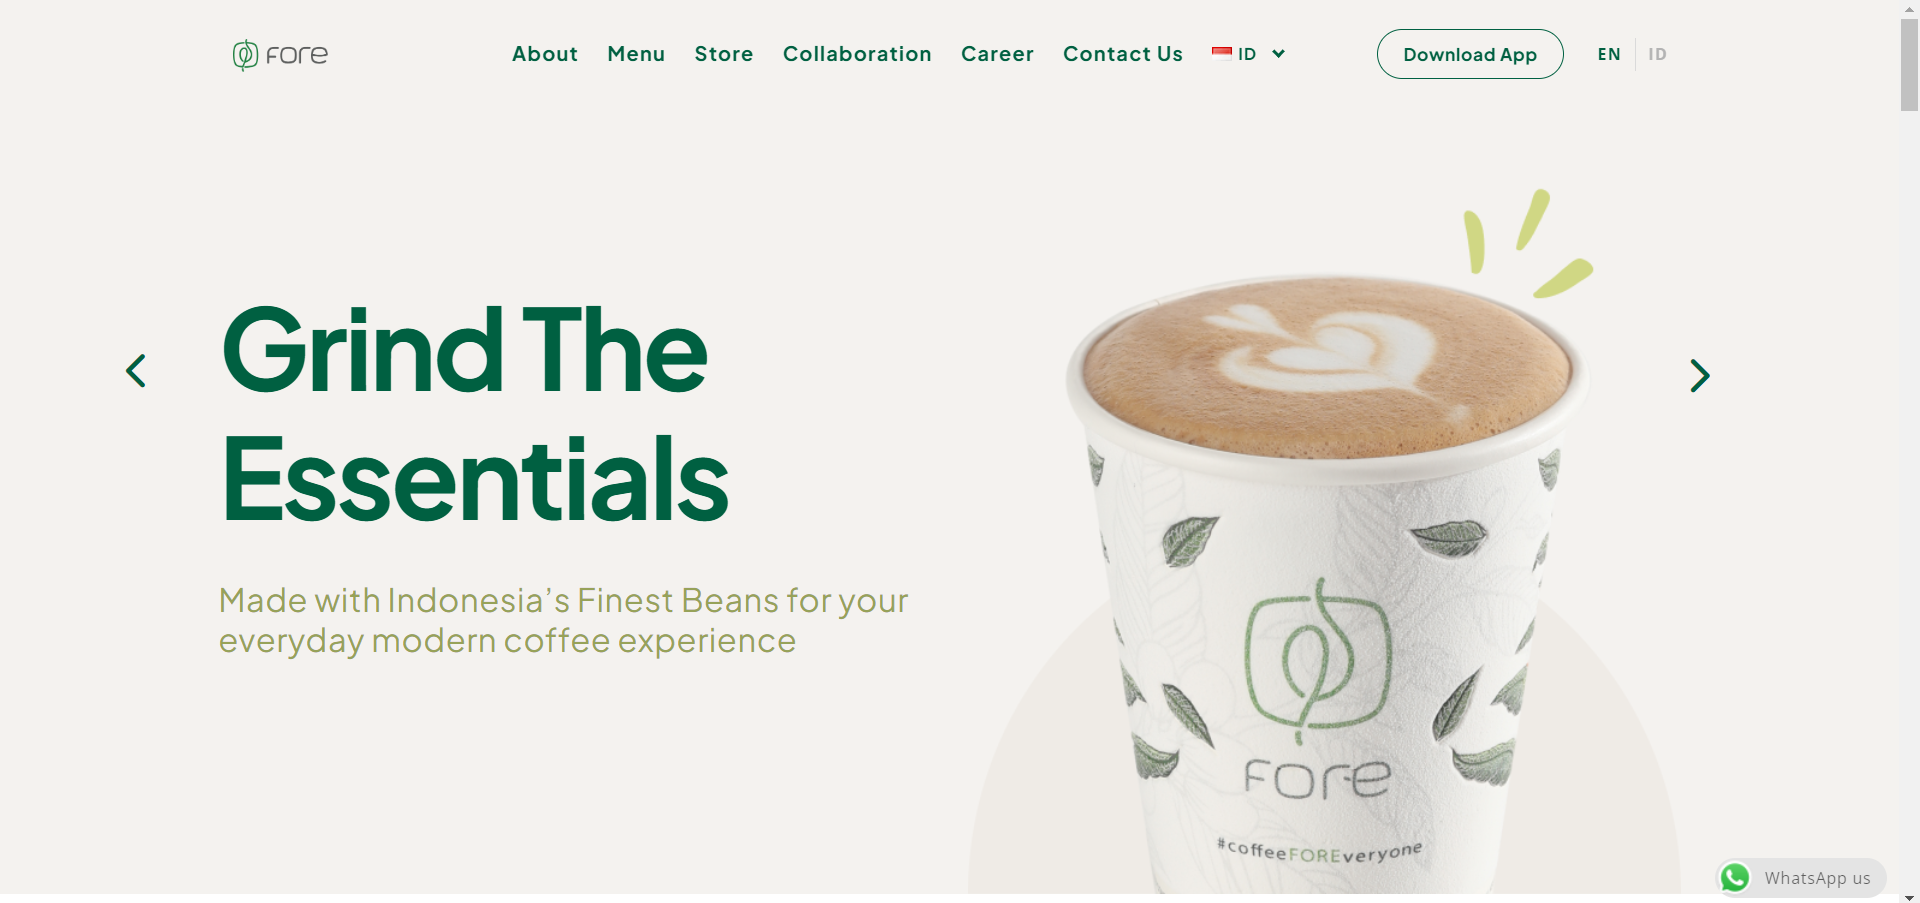 fore
About
Menu
Store
Collaboration
Career
Contact Us
ID
Download App
EN
ID
Grind The
Essentials
Made with Indonesia’s Finest Beans for your
everyday modern coffee experience
fore
#coffeeFOREveryone
WhatsApp us